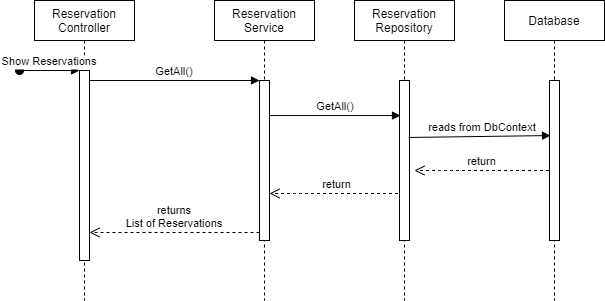 Reservation
Controller
Reservation
Service
Reservation
Repository
Database
Show Reservations
GetAll()
GetAll()
reads from DbContext
return
return
returns
List of Reservations